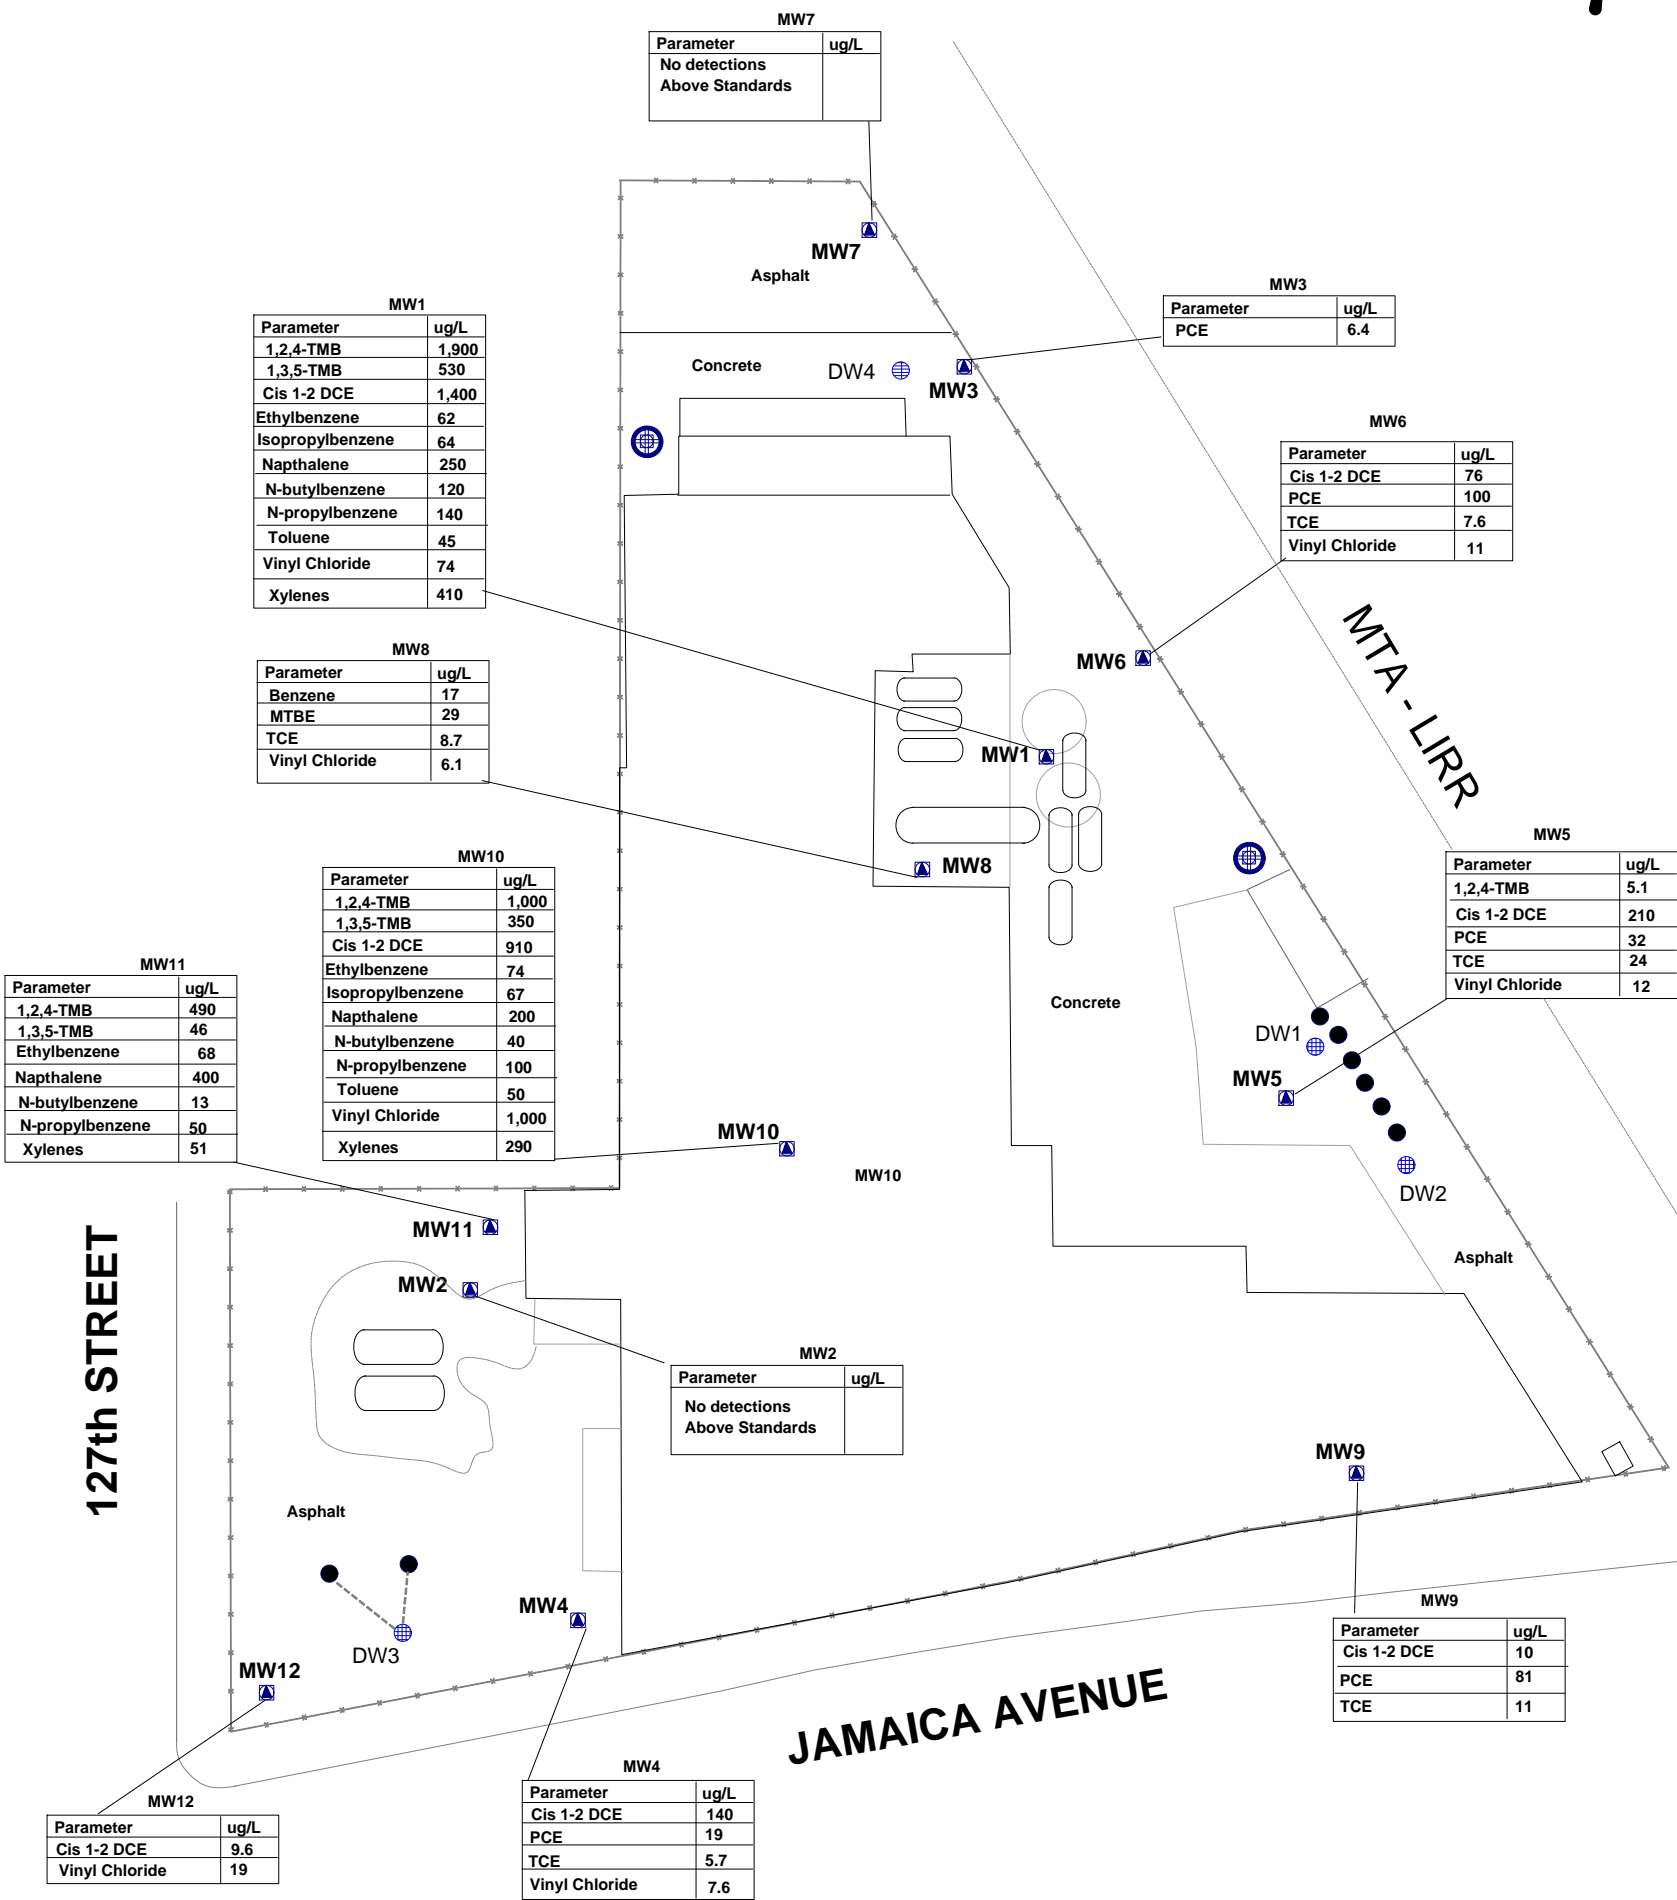 MW7
Parameter ug/L
No detections
Above Standards
MW7
Asphalt
MW3
Parameter ug/L
PCE 6.4
MW1
Parameter ug/L
1,2,4-TMB 1,900
1,3,5-TMB 530
Cis 1-2 DCE 1,400
Ethylbenzene 62
Isopropylbenzene 64
Napthalene 250
N-butylbenzene 120
N-propylbenzene 140
Toluene 45
Vinyl Chloride 74
Xylenes 410
Concrete
DW4
MW3
MW6
Parameter ug/L
Cis 1-2 DCE 76
PCE 100
TCE 7.6
Vinyl Chloride 11
MW6
MTA - LIRR
MW8
Parameter ug/L
Benzene 17
MTBE 29
TCE 8.7
Vinyl Chloride 6.1
MW1
MW8
MW5
Parameter ug/L
1,2,4-TMB 5.1
Cis 1-2 DCE 210
PCE 32
TCE 24
Vinyl Chloride 12
MW10
Parameter ug/L
1,2,4-TMB 1,000
1,3,5-TMB 350
Cis 1-2 DCE 910
Ethylbenzene 74
Isopropylbenzene 67
Napthalene 200
N-butylbenzene 40
N-propylbenzene 100
Toluene 50
Vinyl Chloride 1,000
Xylenes 290
MW11
Parameter ug/L
1,2,4-TMB 490
1,3,5-TMB 46
Ethylbenzene 68
Napthalene 400
N-butylbenzene 13
N-propylbenzene 50
Xylenes 51
Concrete
DW1
MW5
MW10
MW10
DW2
MW11
Asphalt
MW2
127th STREET
MW2
Parameter ug/L
No detections
Above Standards
MW9
Asphalt
MW4
DW3
MW12
JAMAICA AVENUE
MW9
Parameter ug/L
Cis 1-2 DCE 10
PCE 81
TCE 11
MW4
Parameter ug/L
Cis 1-2 DCE 140
PCE 19
TCE 5.7
Vinyl Chloride 7.6
MW12
Parameter ug/L
Cis 1-2 DCE 9.6
Vinyl Chloride 19